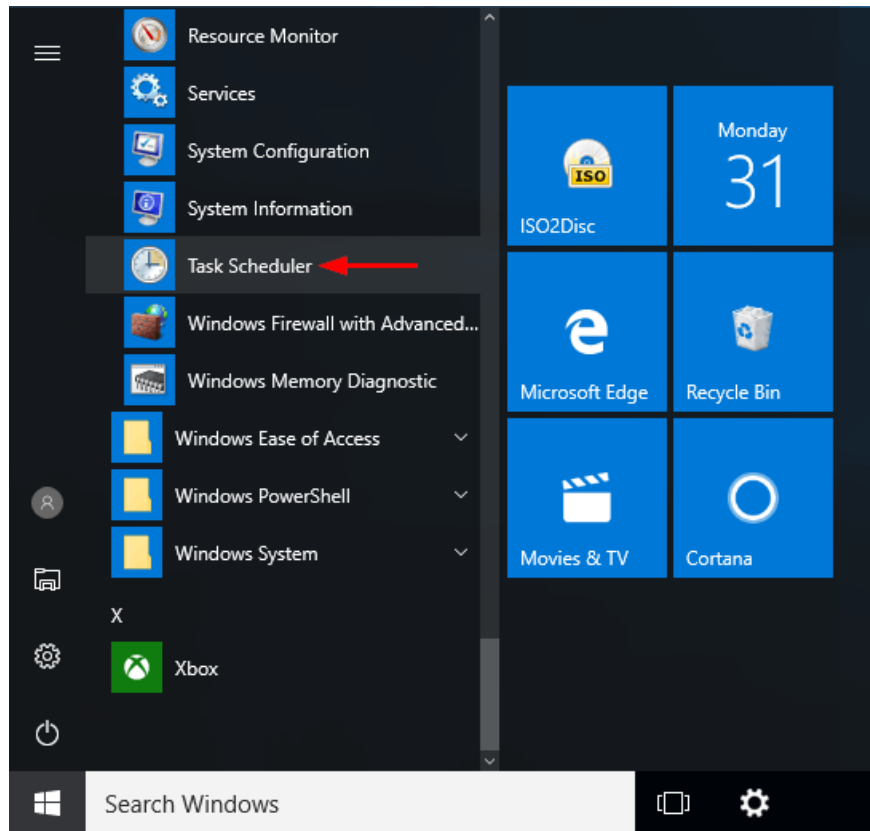 Resource Monitor
Services
System Configuration
System Information
Task Scheduler
Windows Firewall with Advanced...
Windows Memory Diagnostic
Windows Ease of Access
Windows PowerShell
Windows System
X
Xbox
ISO
ISO2Disc
Monday
31
Microsoft Edge
Recycle Bin
Movies & TV
Cortana
Search Windows